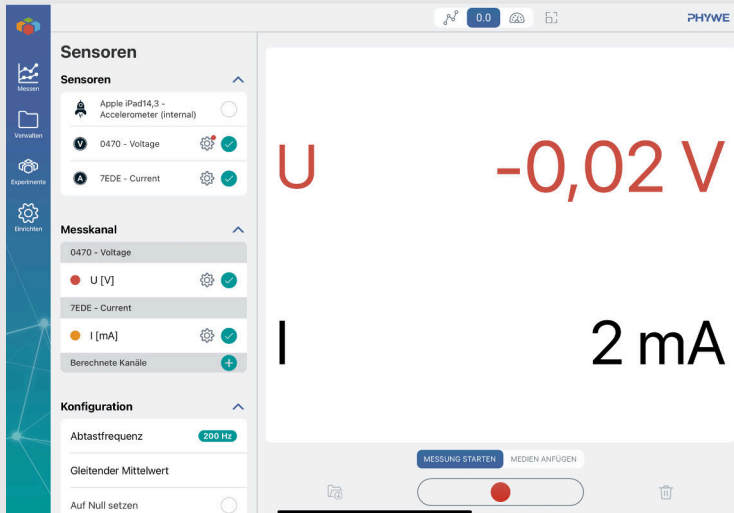 0.0
PHYWE
Messen
Verwalten
Experimente
Einrichten
Sensoren
Sensoren
Apple iPad14,3 -
Accelerometer (internal)
V 0470 - Voltage
A 7EDE - Current
Messkanal
0470 - Voltage
U [V]
7EDE - Current
I [mA]
Berechnete Kanäle
Konfiguration
Abtastfrequenz 200 Hz
Gleitender Mittelwert
Auf Null setzen
U -0,02 V
I 2 mA
MESSUNG STARTEN MEDIEN ANFÜGEN